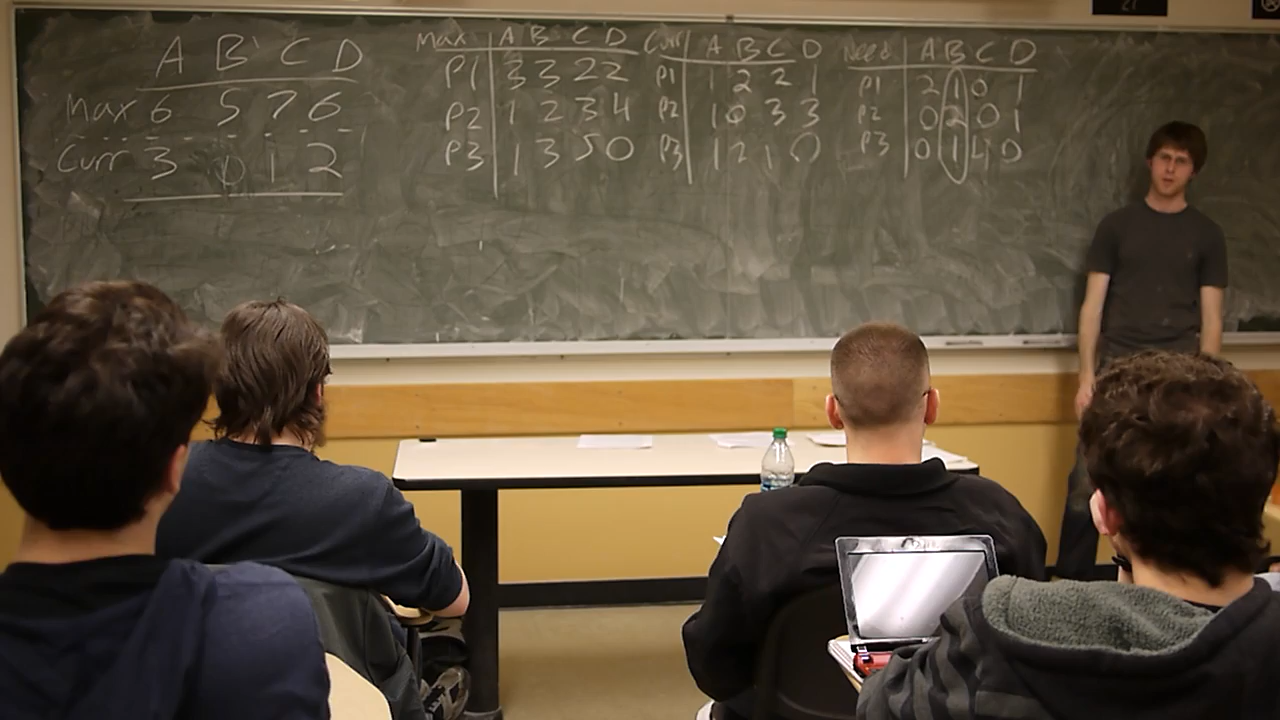 A B C D
Max 6 5 7 6
Curr 3 0 1 2
Max A B C D
P1 3 3 2 2
P2 1 2 3 4
P3 1 3 5 0
Curr A B C D
P1 1 2 2 1
P2 1 0 3 3
P3 1 2 1 0
Need A B C D
P1 2 1 0 1
P2 0 2 0 1
P3 0 1 4 0